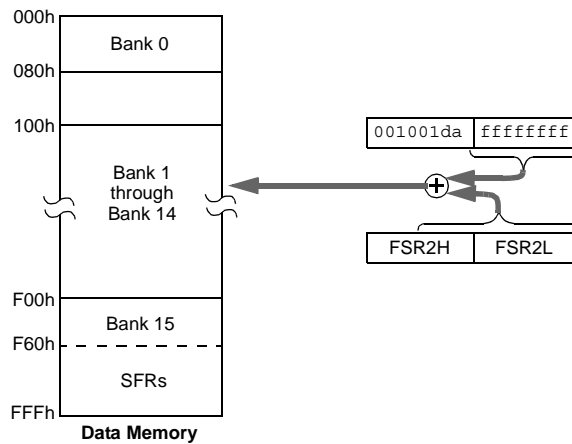 000h
Bank 0
080h
100h
Bank 1
through
Bank 14
F00h
Bank 15
F60h
SFRs
FFFh
Data Memory
001001da ffffffff
FSR2H FSR2L